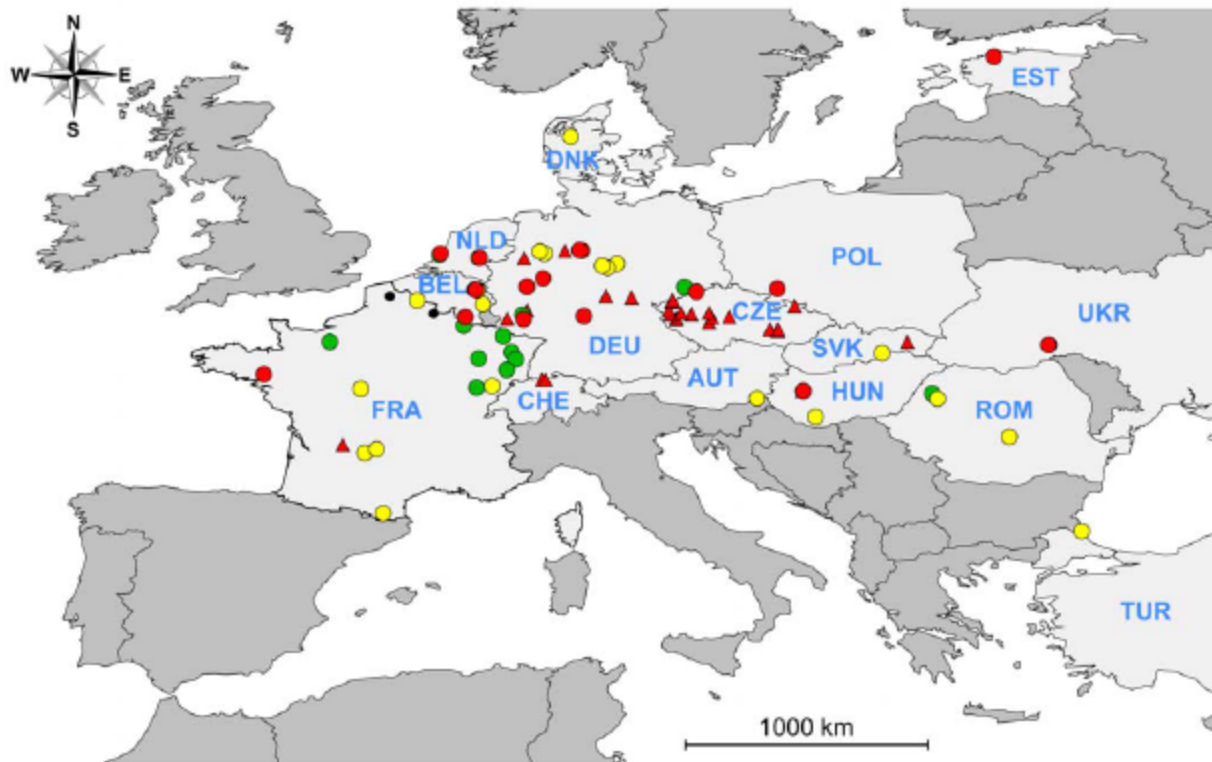 N
W E
S
EST
DNK
NLD
POL
BEL
CZE
UKR
DEU
SVK
AUT
HUN
CHE
FRA
ROM
TUR
1000 km